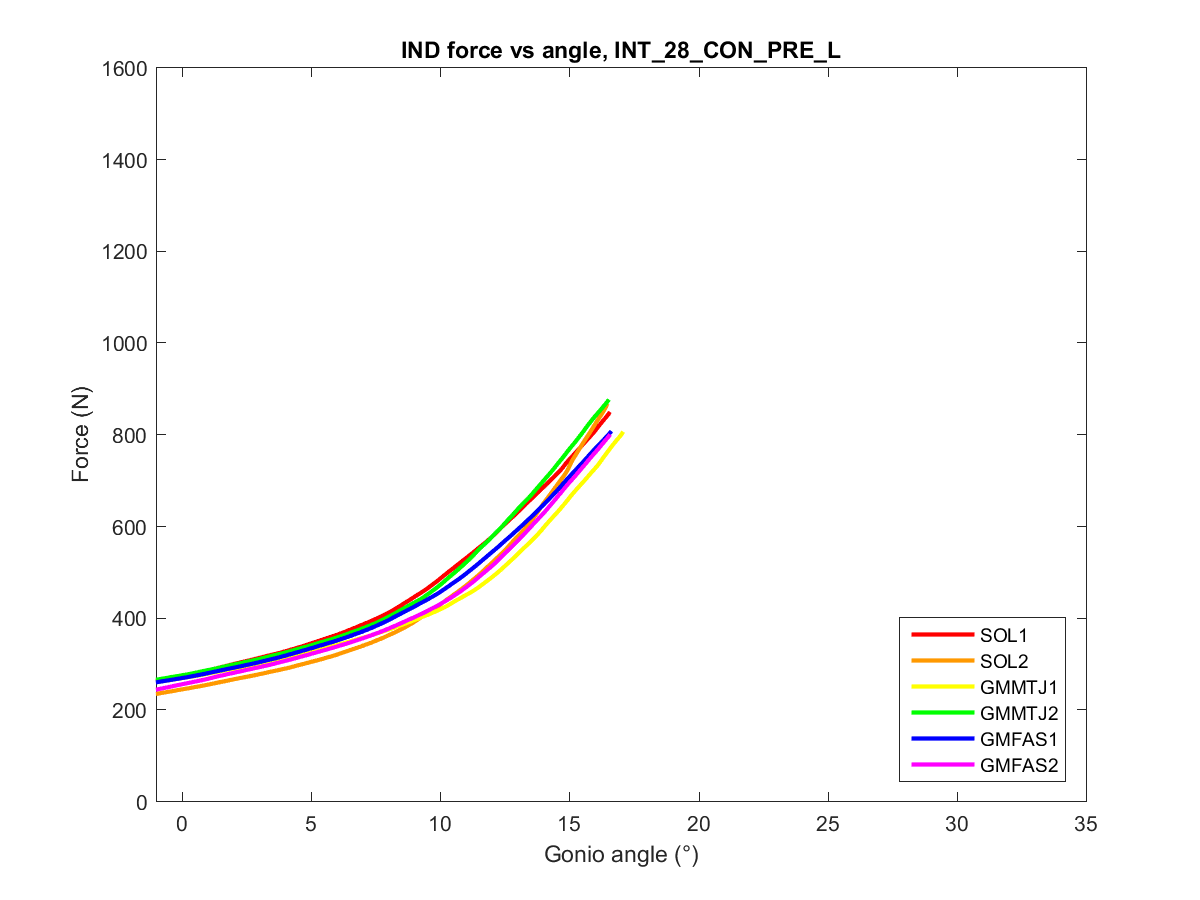 IND force vs angle, INT_28_CON_PRE_L
1600
1400
1200
1000
800
600
400
200
0
Force (N)
0 5 10 15 20 25 30 35
Gonio angle (°)
SOL1
SOL2
GMMTJ1
GMMTJ2
GMFAS1
GMFAS2